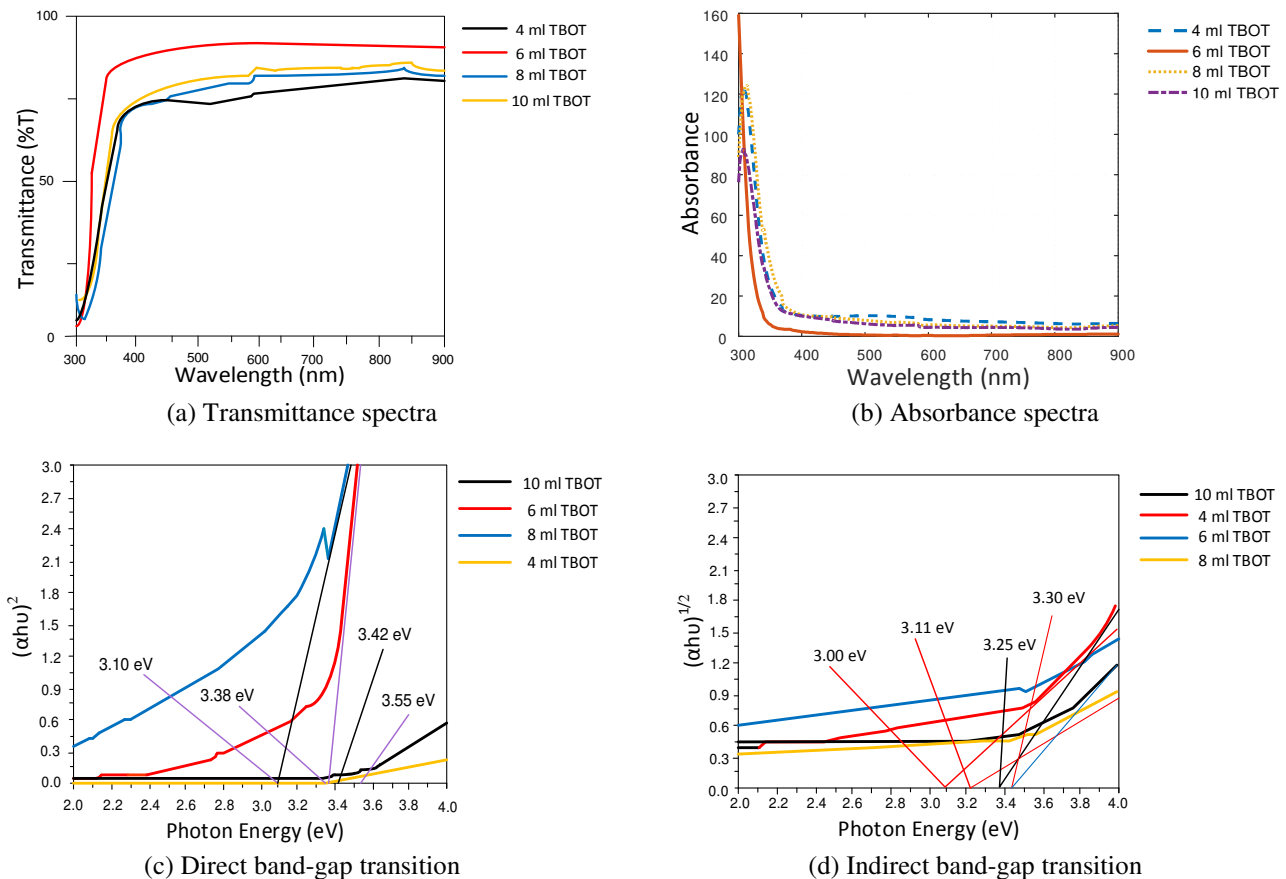 100
50
0
Transmittance (%T)
300 400 500 600 700 800 900
Wavelength (nm)
4 ml TBOT
6 ml TBOT
8 ml TBOT
10 ml TBOT
(a) Transmittance spectra
160
140
120
100
80
60
40
20
0
Absorbance
300 400 500 600 700 800 900
Wavelength (nm)
4 ml TBOT
6 ml TBOT
8 ml TBOT
10 ml TBOT
(b) Absorbance spectra
3.0
2.7
2.4
2.1
1.8
1.5
1.2
0.9
0.6
0.3
0.0
(αhυ)²
3.10 eV
3.38 eV
3.42 eV
3.55 eV
2.0 2.2 2.4 2.6 2.8 3.0 3.2 3.4 3.6 3.8 4.0
Photon Energy (eV)
10 ml TBOT
6 ml TBOT
8 ml TBOT
4 ml TBOT
(c) Direct band-gap transition
3.0
2.7
2.4
2.1
1.8
1.5
1.2
0.9
0.6
0.3
0.0
(αhυ)1/2
3.00 eV
3.11 eV
3.25 eV
3.30 eV
2.0 2.2 2.4 2.6 2.8 3.0 3.2 3.4 3.6 3.8 4.0
Photon Energy (eV)
10 ml TBOT
4 ml TBOT
6 ml TBOT
8 ml TBOT
(d) Indirect band-gap transition